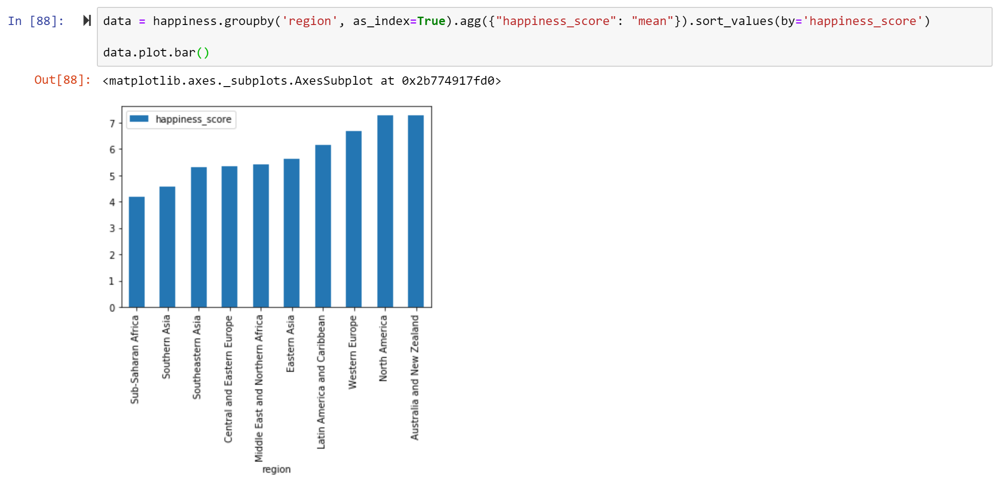 In [88]:
data = happiness.groupby('region', as_index=True).agg({"happiness_score": "mean"}).sort_values(by='happiness_score')
data.plot.bar()
Out[88]:
<matplotlib.axes._subplots.AxesSubplot at 0x2b774917fd0>
happiness_score
7
6
5
4
3
2
1
0
Sub-Saharan Africa
Southern Asia
Southeastern Asia
Central and Eastern Europe
Middle East and Northern Africa
Eastern Asia
Latin America and Caribbean
Western Europe
North America
Australia and New Zealand
region